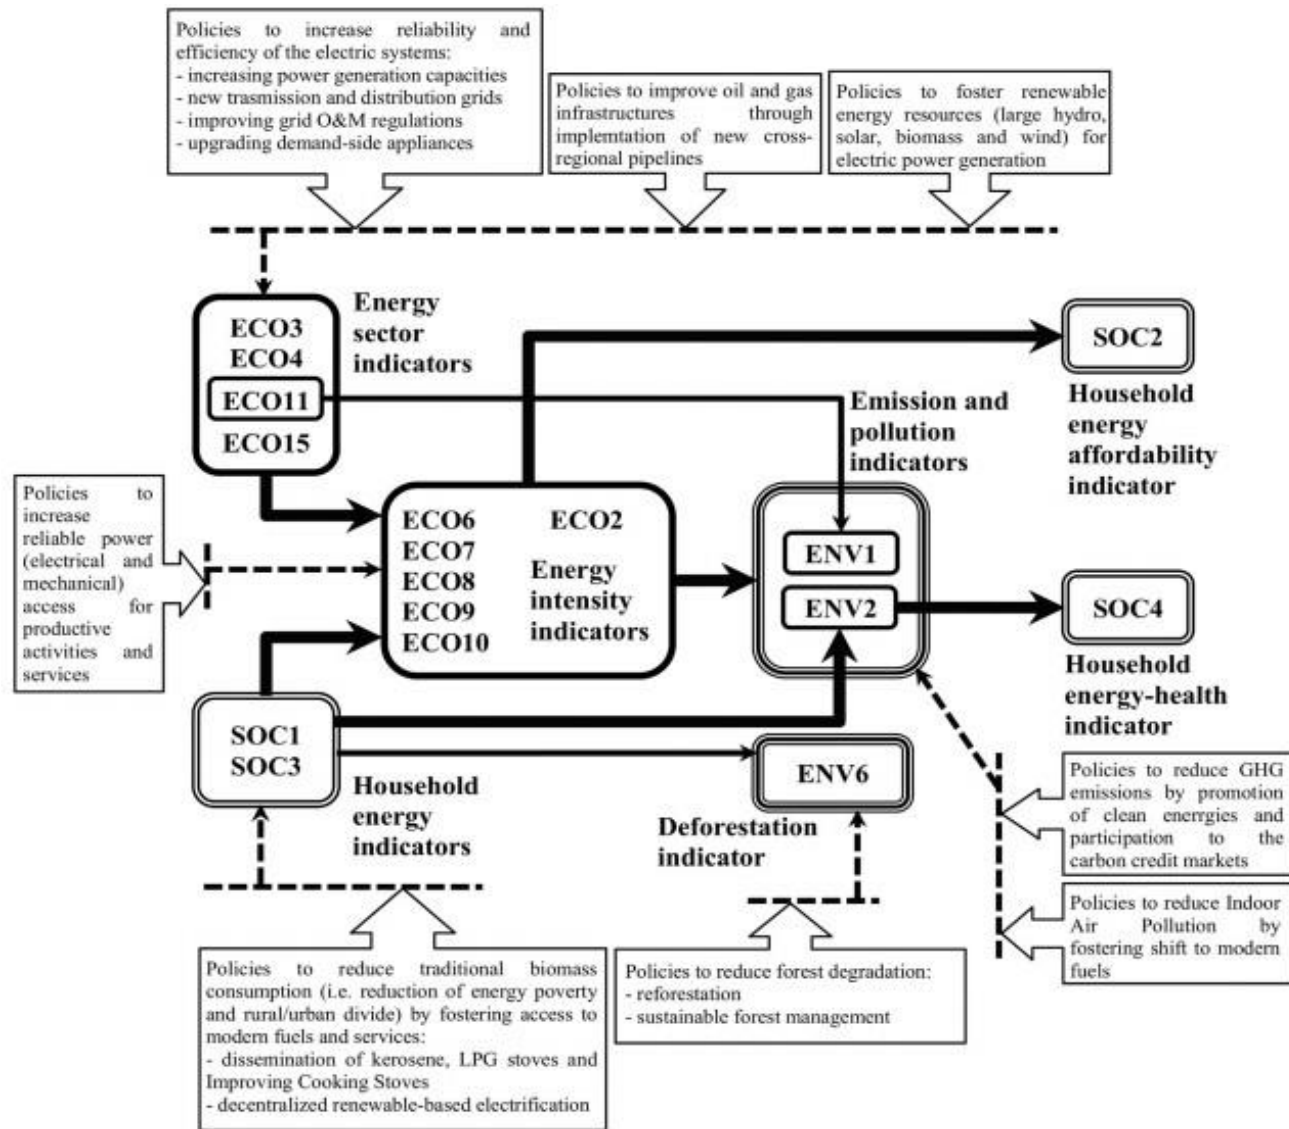 Policies to increase reliability and
efficiency of the electric systems:
- increasing power generation capacities
- new trasmission and distribution grids
- improving grid O&M regulations
- upgrading demand-side appliances
Policies to improve oil and gas
infrastructures through
implemtation of new cross-
regional pipelines
Policies to foster renewable
energy resources (large hydro,
solar, biomass and wind) for
electric power generation
ECO3
ECO4
ECO11
ECO15
Energy
sector
indicators
SOC2
Household
energy
affordability
indicator
Emission and
pollution
indicators
Policies to
increase
reliable power
(electrical and
mechanical)
access for
productive
activities and
services
ECO6
ECO7
ECO8
ECO9
ECO10
ECO2
Energy
intensity
indicators
ENV1
ENV2
SOC4
Household
energy-health
indicator
SOC1
SOC3
Household
energy
indicators
ENV6
Deforestation
indicator
Policies to reduce GHG
emissions by promotion
of clean enerrgies and
participation to the
carbon credit markets
Policies to reduce Indoor
Air Pollution by
fostering shift to modern
fuels
Policies to reduce traditional biomass
consumption (i.e. reduction of energy poverty
and rural/urban divide) by fostering access to
modern fuels and services:
- dissemination of kerosene, LPG stoves and
Improving Cooking Stoves
- decentralized renewable-based electrification
Policies to reduce forest degradation:
- reforestation
- sustainable forest management